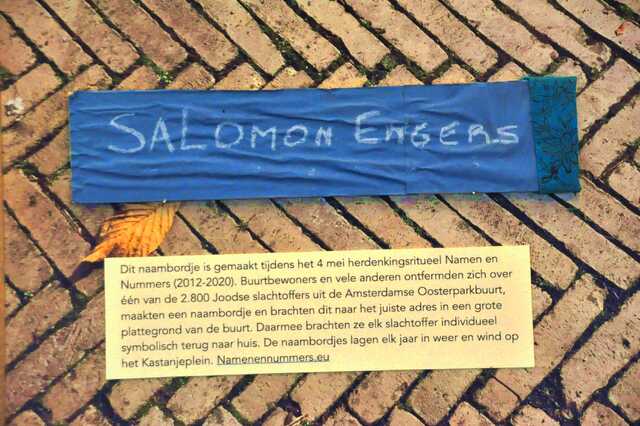 SALOMON ENGERS
Dit naambordje is gemaakt tijdens het 4 mei herdenkingsritueel Namen en
Nummers (2012-2020). Buurtbewoners en vele anderen ontfermden zich over
één van de 2.800 Joodse slachtoffers uit de Amsterdamse Oosterparkbuurt,
maakten een naambordje en brachten dit naar het juiste adres in een grote
plattegrond van de buurt. Daarmee brachten ze elk slachtoffer individueel
symbolisch terug naar huis. De naambordjes lagen elk jaar in weer en wind op
het Kastanjeplein. Namenennummers.eu